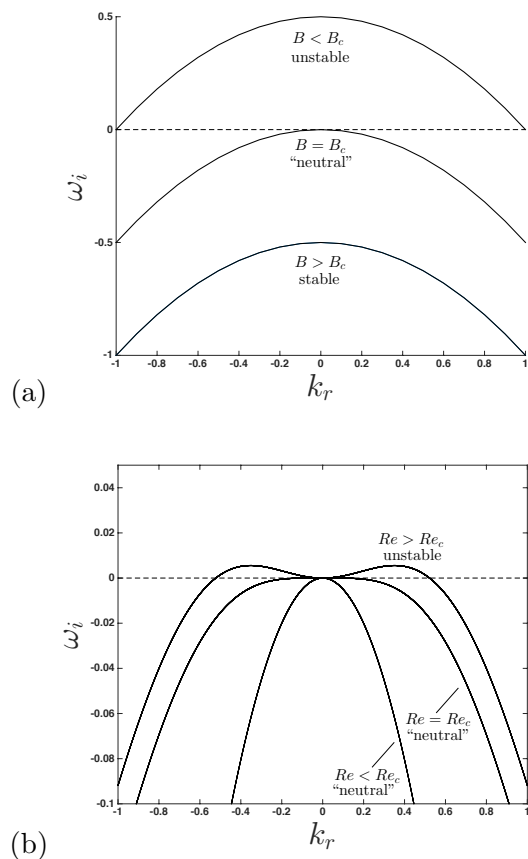 0.5
B < B_c
unstable
0
B = B_c
“neutral”
ω_i
-0.5
B > B_c
stable
-1
-1 -0.8 -0.6 -0.4 -0.2 0 0.2 0.4 0.6 0.8 1
(a)
k_r
0.04
0.02
Re > Re_c
unstable
0
-0.02
ω_i
-0.04
-0.06
Re = Re_c
“neutral”
-0.08
Re < Re_c
“neutral”
-0.1
-1 -0.8 -0.6 -0.4 -0.2 0 0.2 0.4 0.6 0.8 1
(b)
k_r